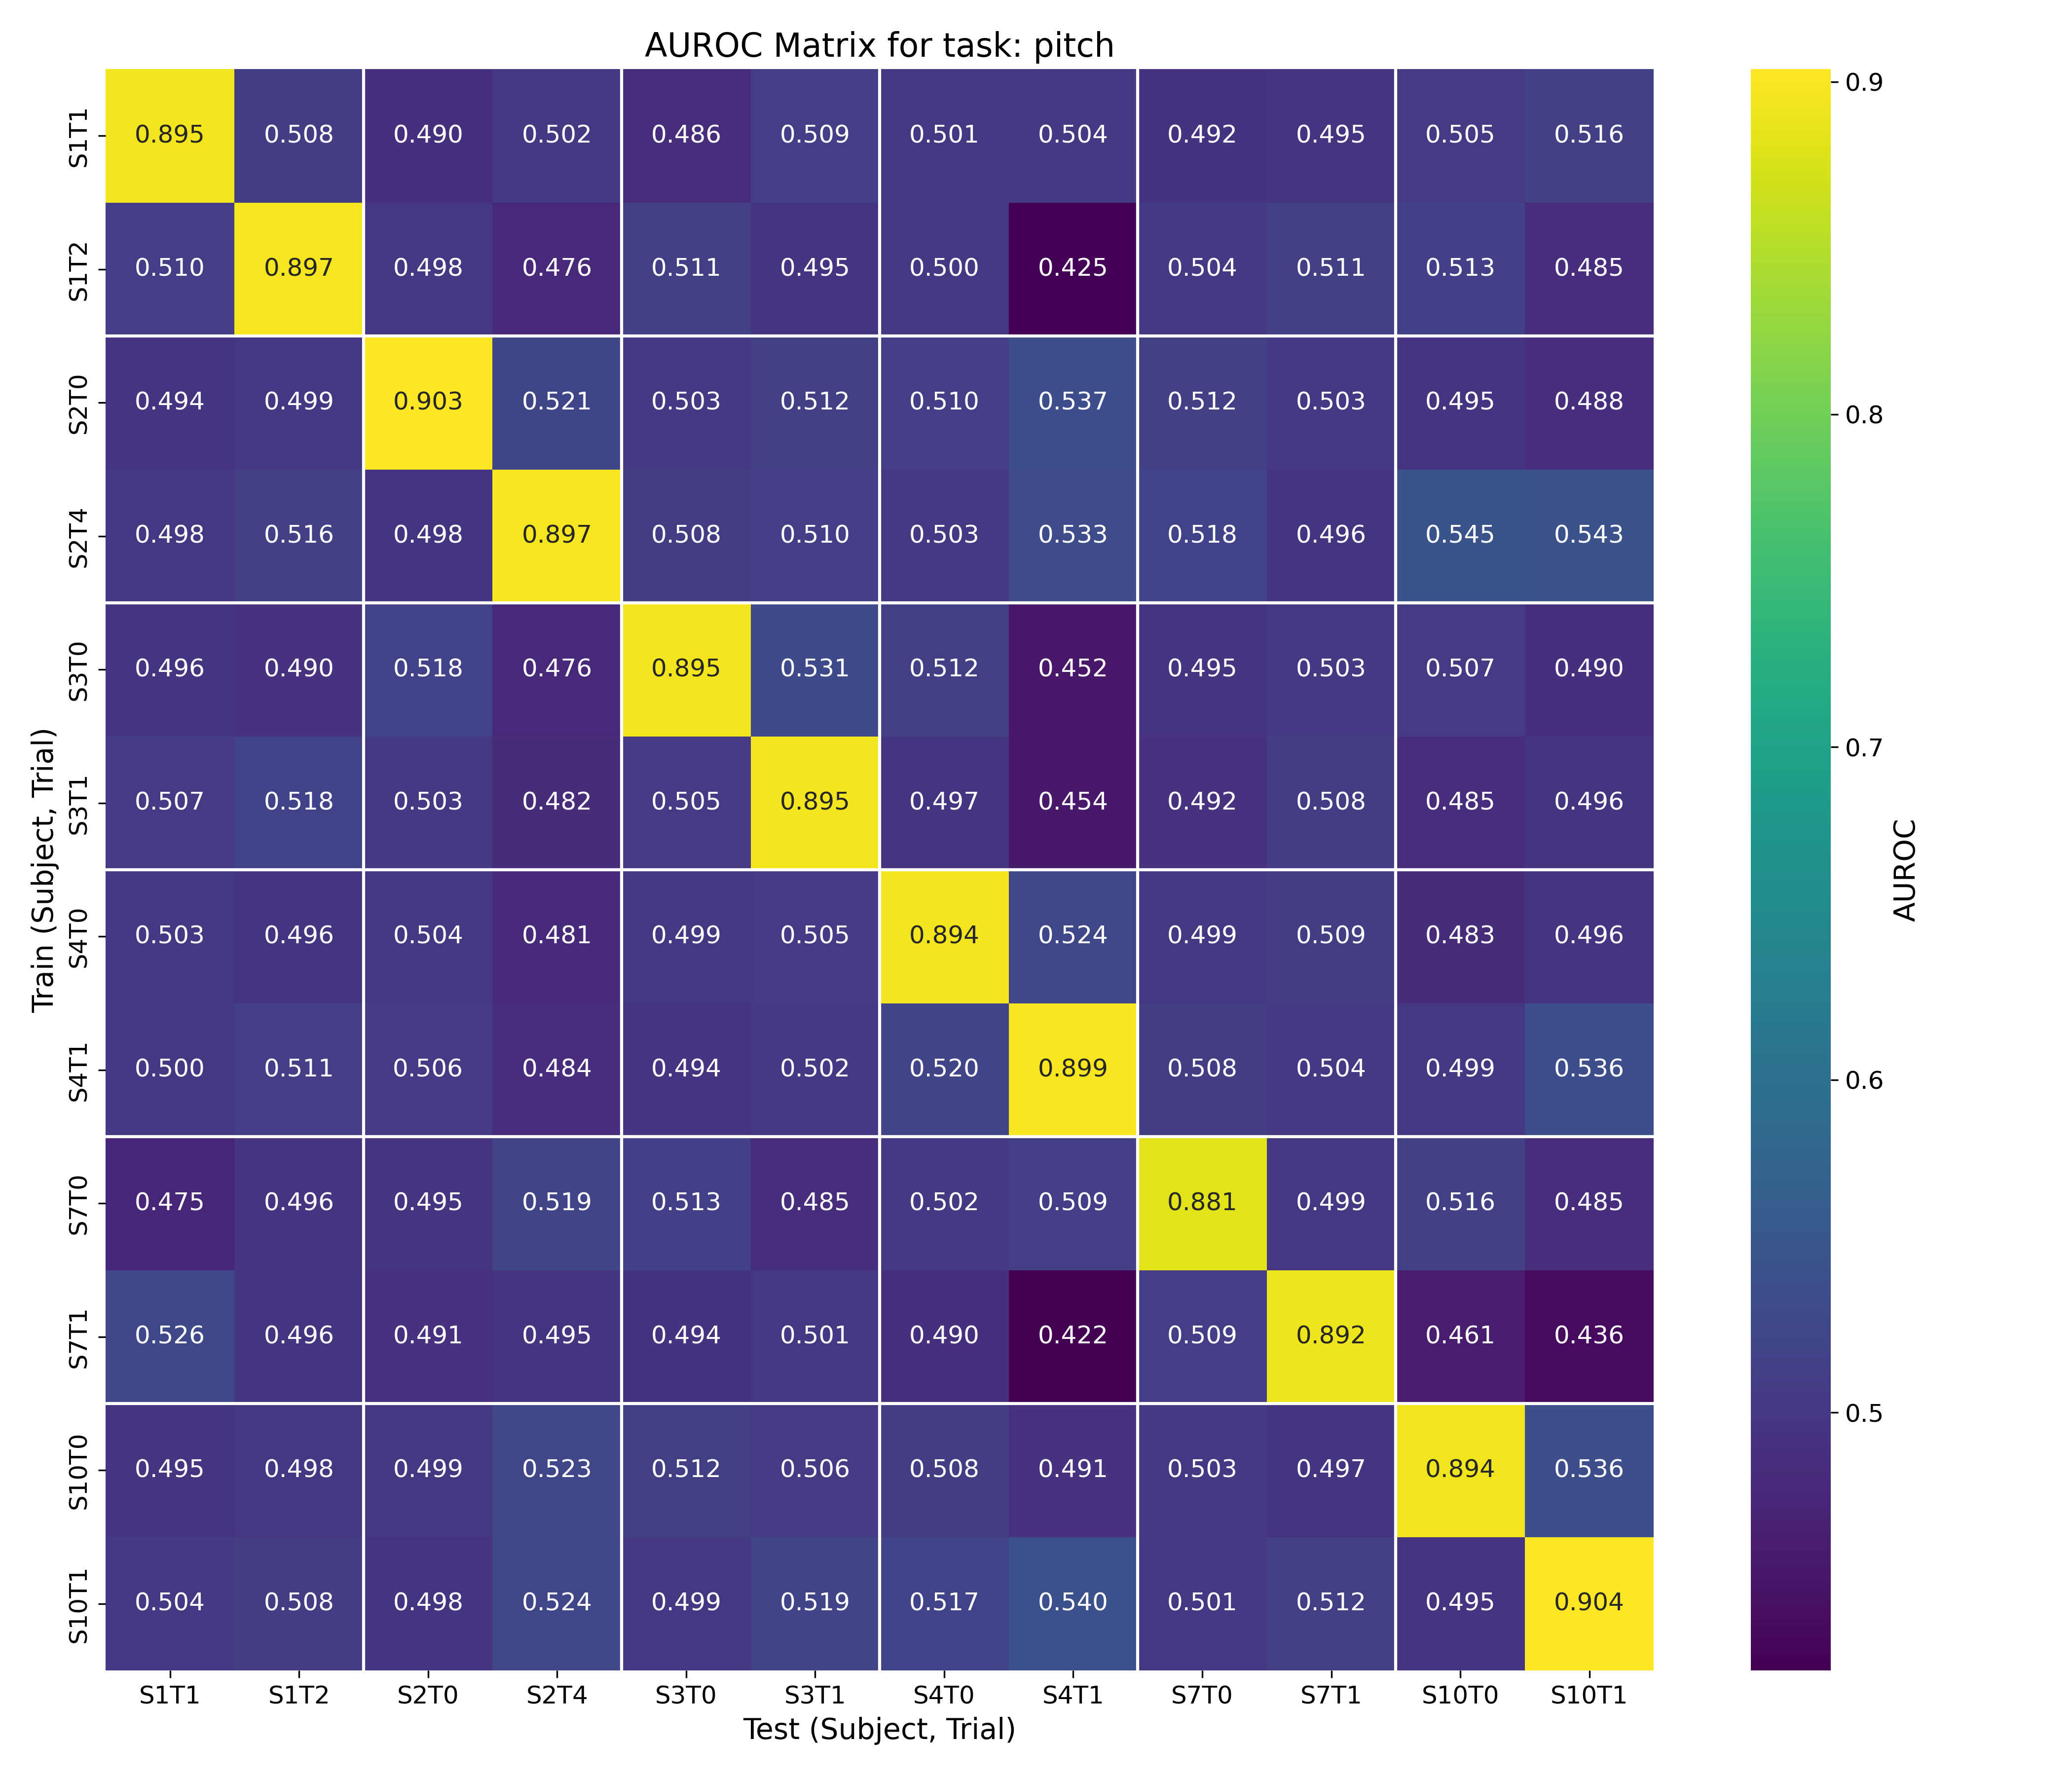 AUROC Matrix for task: pitch
S1T1 0.895 0.508 0.490 0.502 0.486 0.509 0.501 0.504 0.492 0.495 0.505 0.516
S1T2 0.510 0.897 0.498 0.476 0.511 0.495 0.500 0.425 0.504 0.511 0.513 0.485
S2T0 0.494 0.499 0.903 0.521 0.503 0.512 0.510 0.537 0.512 0.503 0.495 0.488
S2T4 0.498 0.516 0.498 0.897 0.508 0.510 0.503 0.533 0.518 0.496 0.545 0.543
S3T0 0.496 0.490 0.518 0.476 0.895 0.531 0.512 0.452 0.495 0.503 0.507 0.490
S3T1 0.507 0.518 0.503 0.482 0.505 0.895 0.497 0.454 0.492 0.508 0.485 0.496
S4T0 0.503 0.496 0.504 0.481 0.499 0.505 0.894 0.524 0.499 0.509 0.483 0.496
S4T1 0.500 0.511 0.506 0.484 0.494 0.502 0.520 0.899 0.508 0.504 0.499 0.536
S7T0 0.475 0.496 0.495 0.519 0.513 0.485 0.502 0.509 0.881 0.499 0.516 0.485
S7T1 0.526 0.496 0.491 0.495 0.494 0.501 0.490 0.422 0.509 0.892 0.461 0.436
S10T0 0.495 0.498 0.499 0.523 0.512 0.506 0.508 0.491 0.503 0.497 0.894 0.536
S10T1 0.504 0.508 0.498 0.524 0.499 0.519 0.517 0.540 0.501 0.512 0.495 0.904
S1T1 S1T2 S2T0 S2T4 S3T0 S3T1 S4T0 S4T1 S7T0 S7T1 S10T0 S10T1
Test (Subject, Trial)
Train (Subject, Trial)
0.9
0.8
0.7
0.6
0.5
AUROC